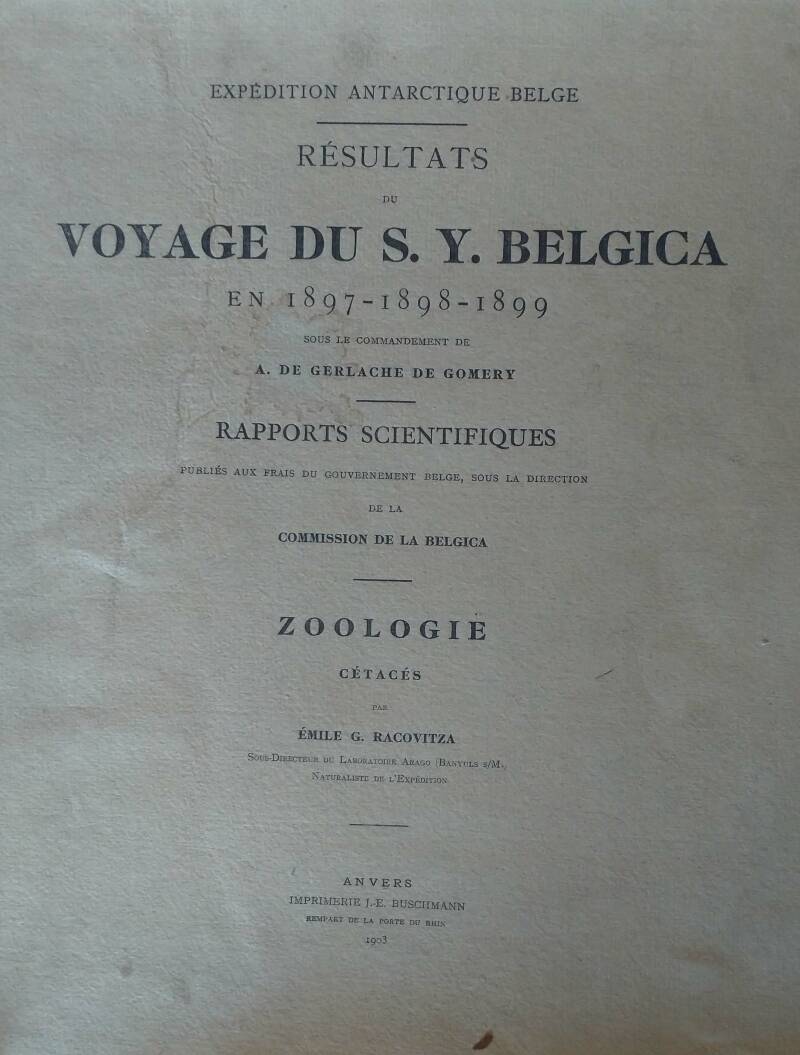 EXPÉDITION ANTARCTIQUE BELGE
RÉSULTATS
DU
VOYAGE DU S. Y. BELGICA
EN 1897-1898-1899
SOUS LE COMMANDEMENT DE
A. DE GERLACHE DE GOMERY
RAPPORTS SCIENTIFIQUES
PUBLIÉS AUX FRAIS DU GOUVERNEMENT BELGE, SOUS LA DIRECTION
DE LA
COMMISSION DE LA BELGICA
ZOOLOGIE
CÉTACÉS
PAR
ÉMILE G. RACOVITZA
SOUS-DIRECTEUR DU LABORATOIRE ARAGO (BANYULS S/M),
NATURALISTE DE L'EXPÉDITION
ANVERS
IMPRIMERIE J.-E. BUSCHMANN
REMPART DE LA PORTE DU RHIN
1903